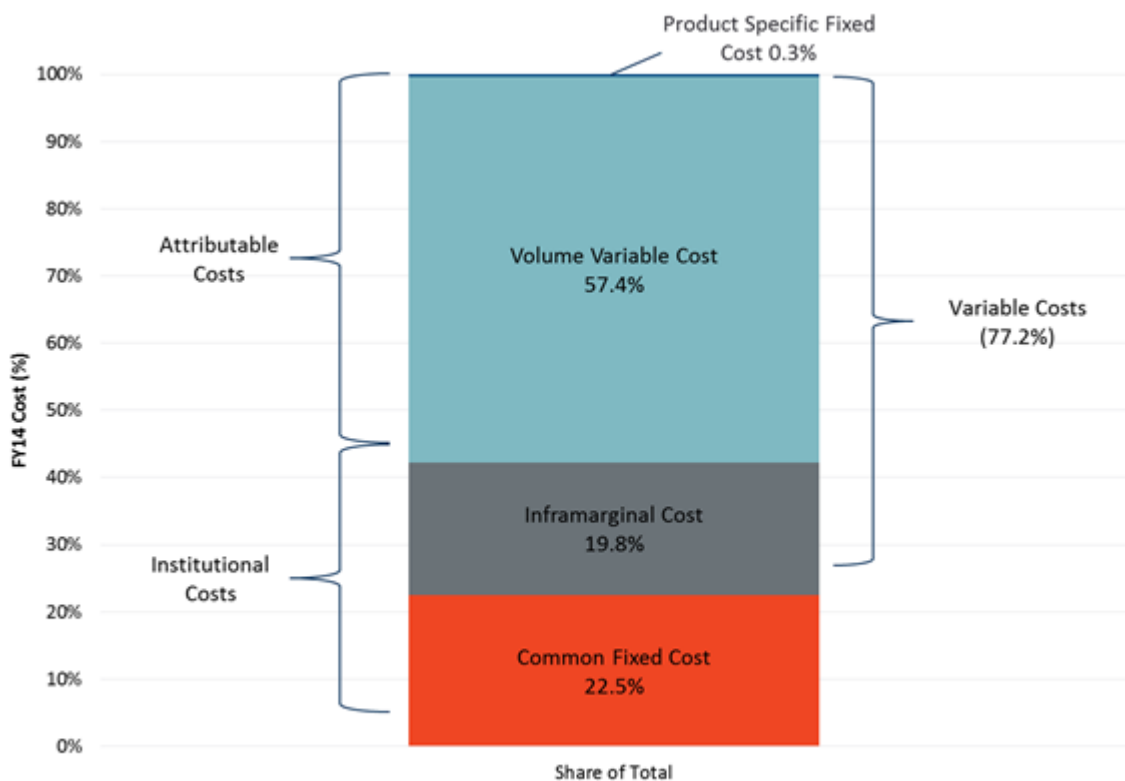 Product Specific Fixed
Cost 0.3%
100%
90%
80%
70%
60%
50%
40%
30%
20%
10%
0%
FY14 Cost (%)
Attributable
Costs
Institutional
Costs
Volume Variable Cost
57.4%
Inframarginal Cost
19.8%
Common Fixed Cost
22.5%
Variable Costs
(77.2%)
Share of Total